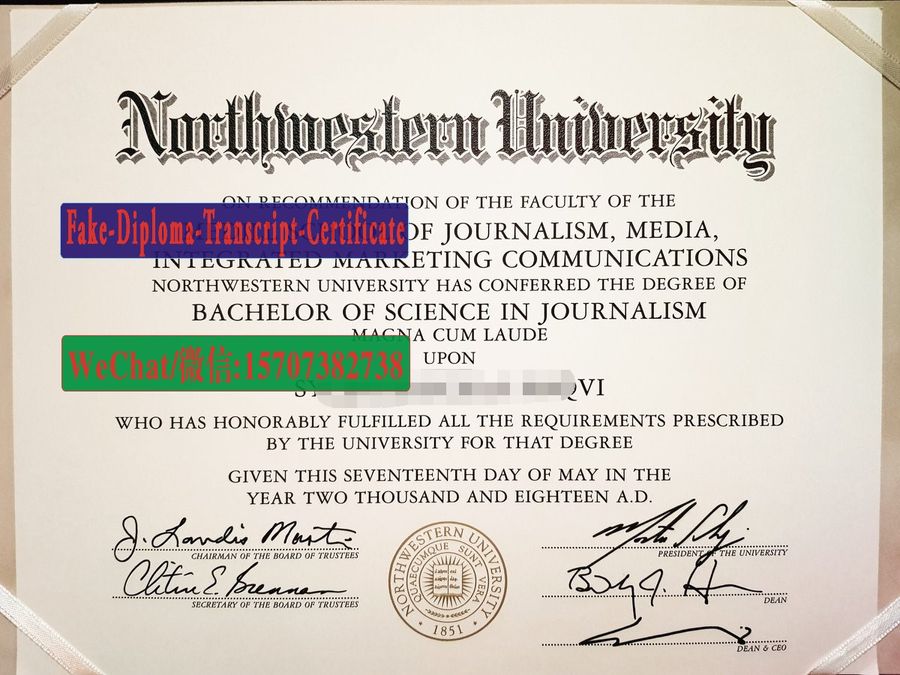 Northwestern University
ON RECOMMENDATION OF THE FACULTY OF THE
Fake-Diploma-Transcript-Certificate
OF JOURNALISM, MEDIA,
INTEGRATED MARKETING COMMUNICATIONS
NORTHWESTERN UNIVERSITY HAS CONFERRED THE DEGREE OF
BACHELOR OF SCIENCE IN JOURNALISM
MAGNA CUM LAUDE
UPON
WeChat/微信:15707382738
WHO HAS HONORABLY FULFILLED ALL THE REQUIREMENTS PRESCRIBED
BY THE UNIVERSITY FOR THAT DEGREE
GIVEN THIS SEVENTEENTH DAY OF MAY IN THE
YEAR TWO THOUSAND AND EIGHTEEN A.D.
CHAIRMAN OF THE BOARD OF TRUSTEES
SECRETARY OF THE BOARD OF TRUSTEES
NORTHWESTERN UNIVERSITY
QUAECUMQUE SUNT VERA
1851
PRESIDENT OF THE UNIVERSITY
DEAN
DEAN & CEO